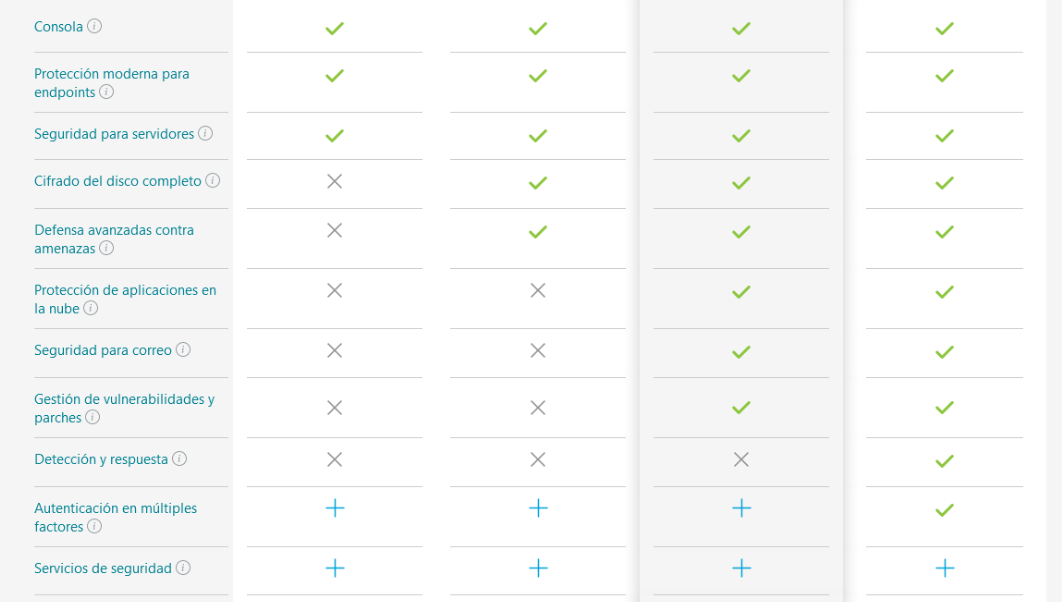 Consola
Protección moderna para
endpoints
Seguridad para servidores
Cifrado del disco completo
Defensa avanzadas contra
amenazas
Protección de aplicaciones en
la nube
Seguridad para correo
Gestión de vulnerabilidades y
parches
Detección y respuesta
Autenticación en múltiples
factores
Servicios de seguridad